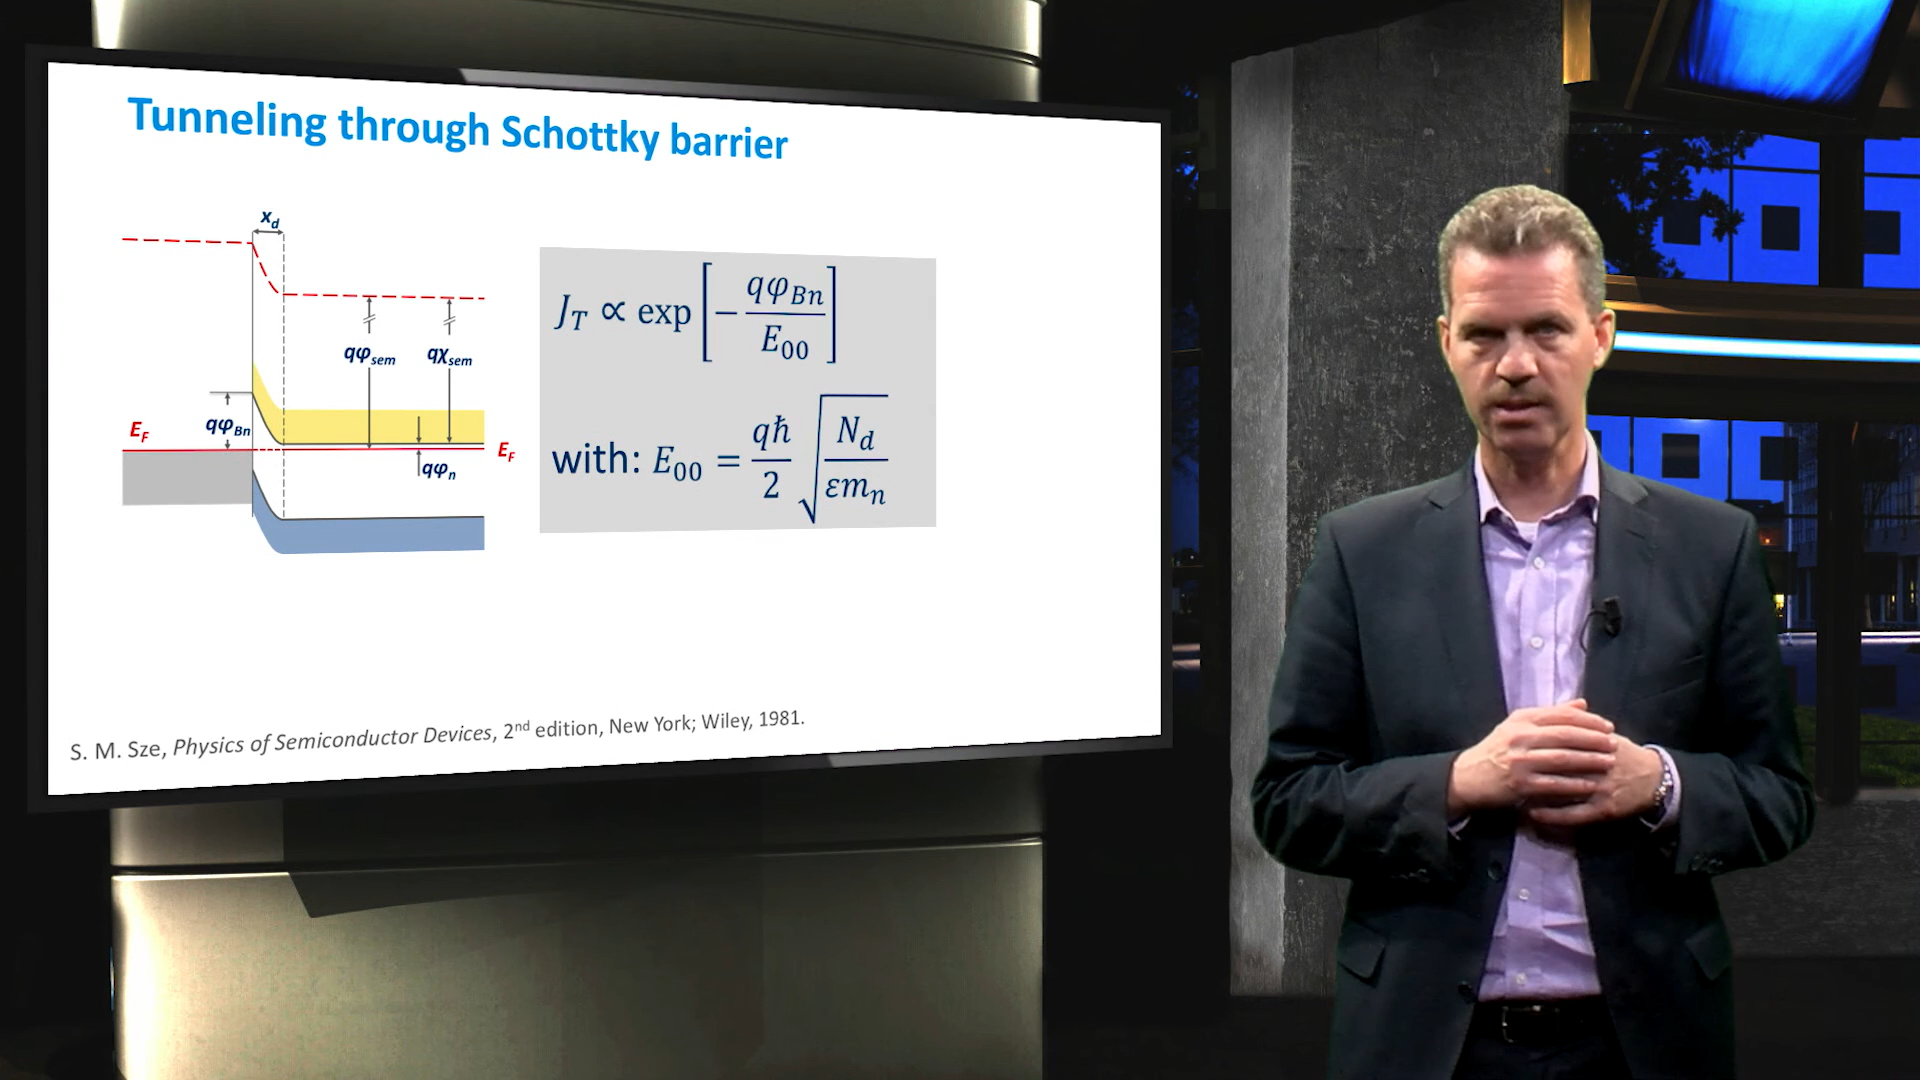 Tunneling through Schottky barrier
x_d
qφ_sem qχ_sem
E_F qφ_Bn
E_F
qφ_n
J_T ∝ exp[−qφ_Bn/E_00]
with: E_00 = qħ/2 √(N_d/εm_n)
S. M. Sze, Physics of Semiconductor Devices, 2nd edition, New York; Wiley, 1981.